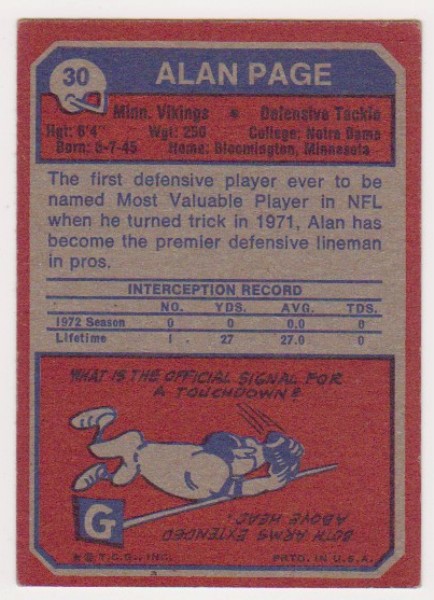 30
ALAN PAGE
Minn. Vikings * Defensive Tackle
Hgt: 6'4" Wgt: 250 College: Notre Dame
Born: 8-7-45 Home: Bloomington, Minnesota
The first defensive player ever to be
named Most Valuable Player in NFL
when he turned trick in 1971, Alan has
become the premier defensive lineman
in pros.
INTERCEPTION RECORD
NO. YDS. AVG. TDS.
1972 Season 0 0 0.0 0
Lifetime 1 27 27.0 0
WHAT IS THE OFFICIAL SIGNAL FOR
A TOUCHDOWN?
G
BOTH ARMS EXTENDED
ABOVE HEAD!
* © T.C.G., INC. PRTD. IN U.S.A.